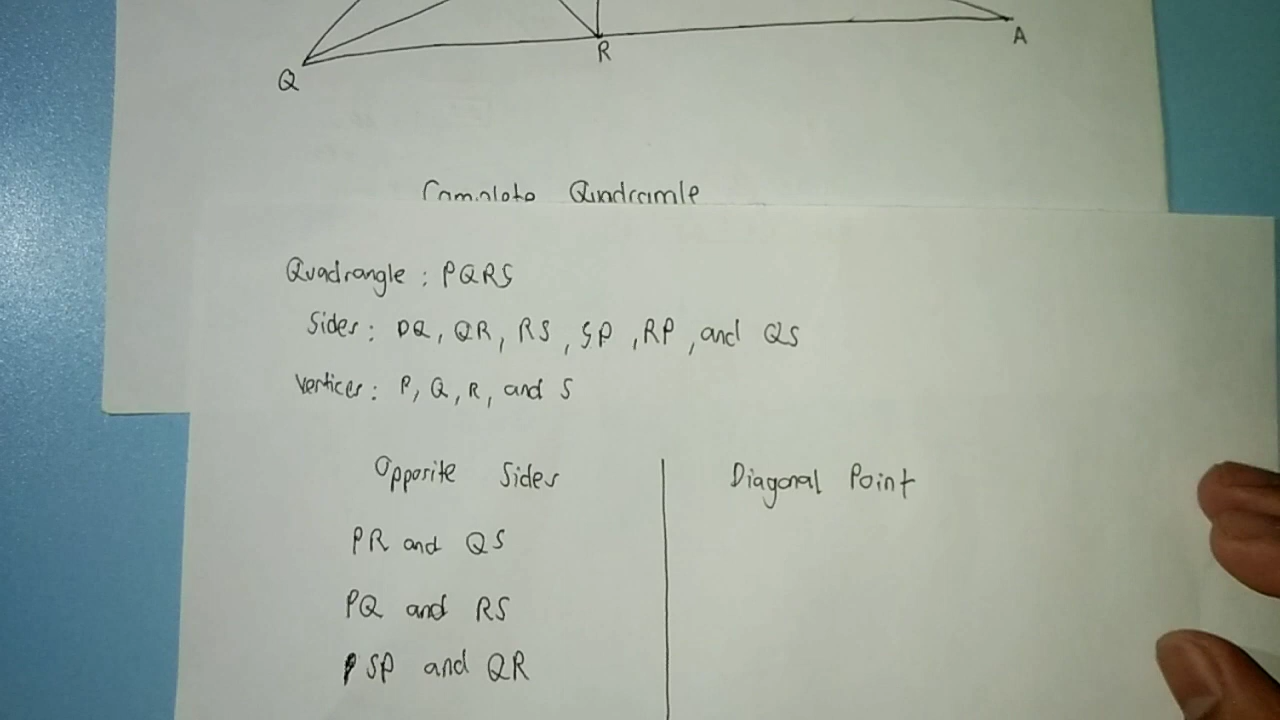 Q
R
A
Quadrangle : PQRS
Sides : PQ, QR, RS, SP, RP, and QS
Vertices : P, Q, R, and S
Opposite Sides
Diagonal Point
PR and QS
PQ and RS
SP and QR